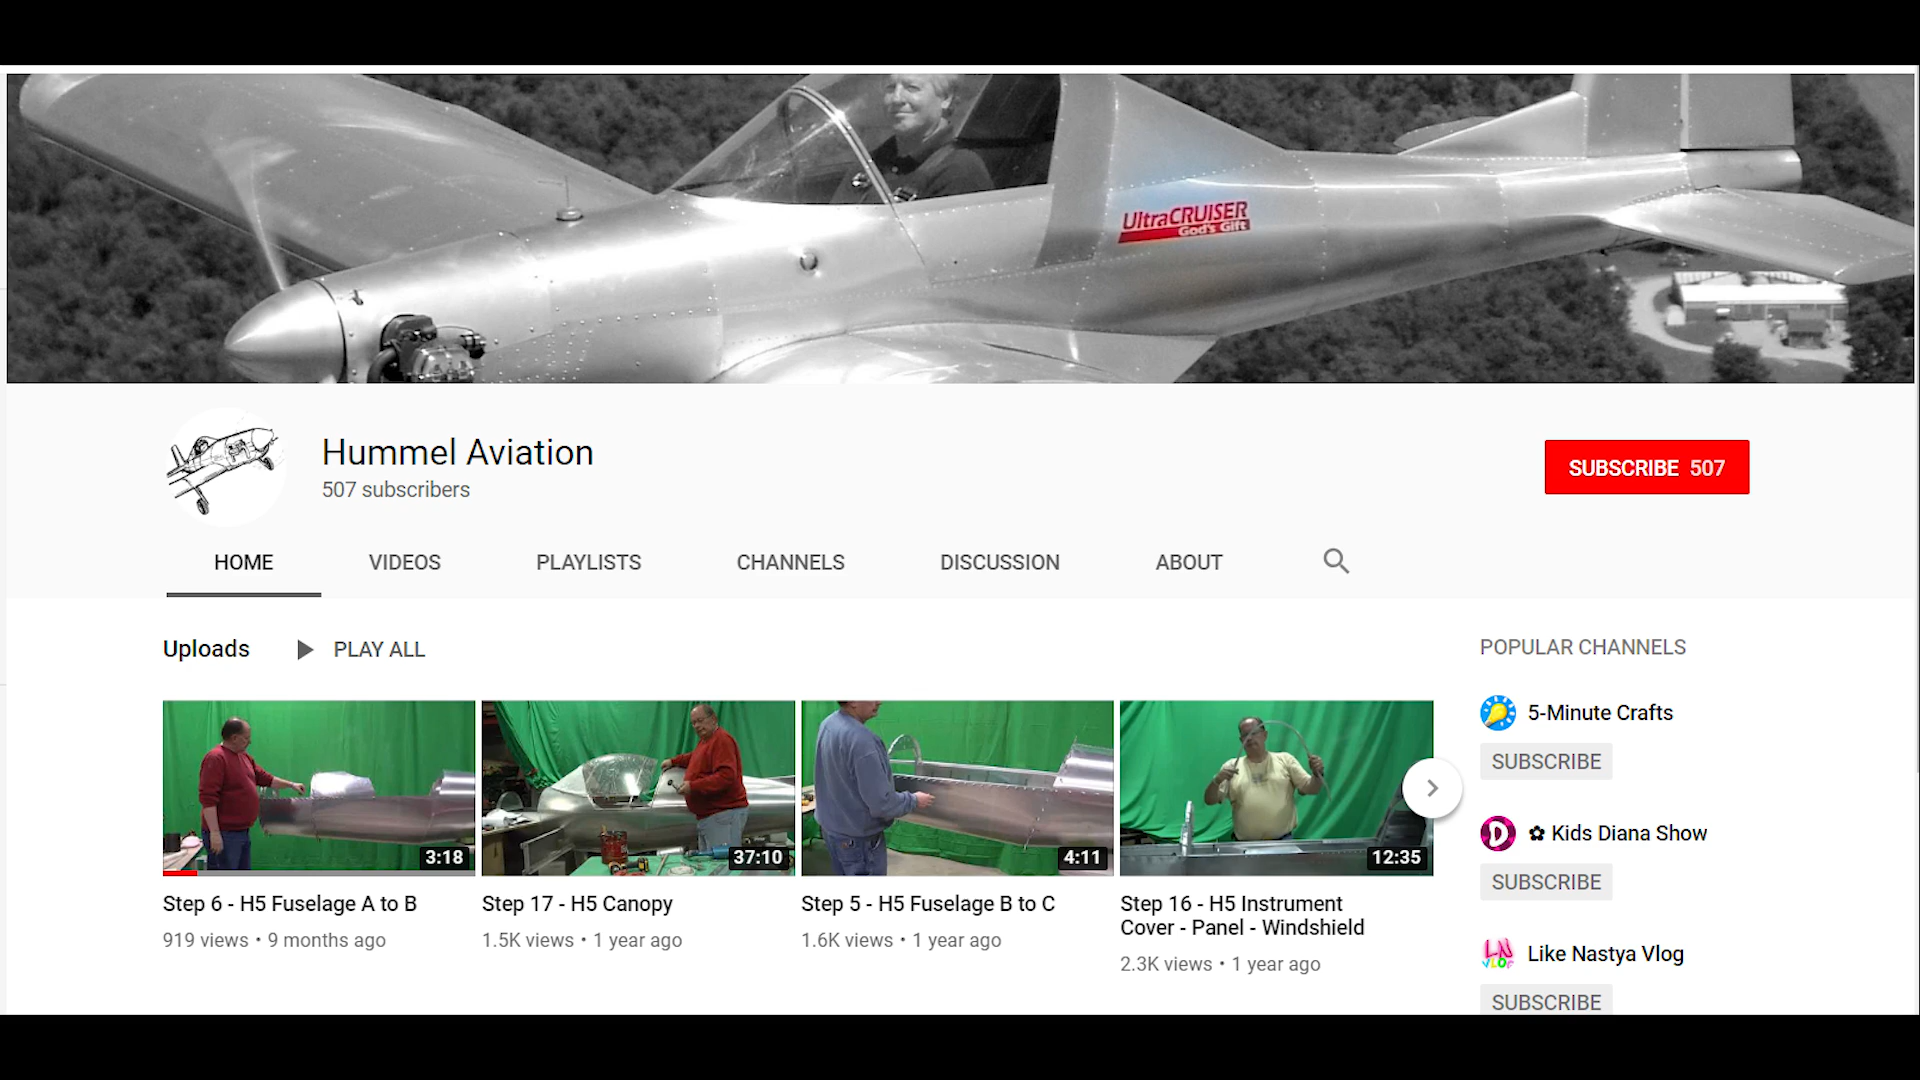 UltraCRUISER
God's Gift
Hummel Aviation
507 subscribers
SUBSCRIBE 507
HOME VIDEOS PLAYLISTS CHANNELS DISCUSSION ABOUT
Uploads PLAY ALL
POPULAR CHANNELS
3:18
37:10
4:11
12:35
Step 6 - H5 Fuselage A to B
919 views • 9 months ago
Step 17 - H5 Canopy
1.5K views • 1 year ago
Step 5 - H5 Fuselage B to C
1.6K views • 1 year ago
Step 16 - H5 Instrument
Cover - Panel - Windshield
2.3K views • 1 year ago
5-Minute Crafts
SUBSCRIBE
D
✿ Kids Diana Show
SUBSCRIBE
LN
VLOG
Like Nastya Vlog
SUBSCRIBE